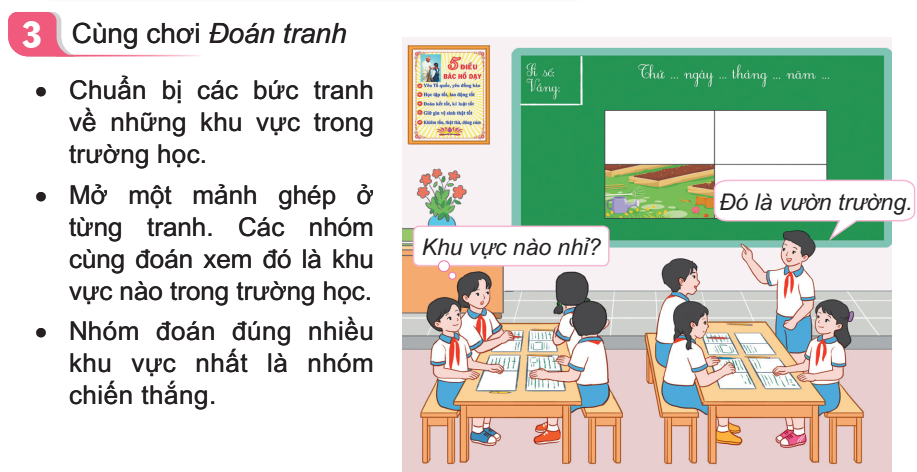 3 Cùng chơi Đoán tranh
• Chuẩn bị các bức tranh
về những khu vực trong
trường học.
• Mở một mảnh ghép ở
từng tranh. Các nhóm
cùng đoán xem đó là khu
vực nào trong trường học.
• Nhóm đoán đúng nhiều
khu vực nhất là nhóm
chiến thắng.
5 ĐIỀU
BÁC HỒ DẠY
1 Yêu Tổ quốc, yêu đồng bào
2 Học tập tốt, lao động tốt
3 Đoàn kết tốt, kỉ luật tốt
4 Giữ gìn vệ sinh thật tốt
5 Khiêm tốn, thật thà, dũng cảm
Sĩ số:
Vắng:
Thứ ... ngày ... tháng ... năm ...
Đó là vườn trường.
Khu vực nào nhỉ?